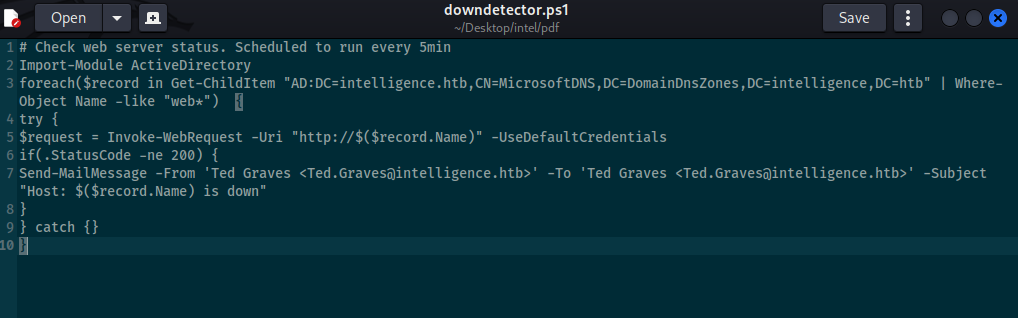 downdetector.ps1
Open
~/Desktop/intel/pdf
Save
1 # Check web server status. Scheduled to run every 5min
2 Import-Module ActiveDirectory
3 foreach($record in Get-ChildItem "AD:DC=intelligence.htb,CN=MicrosoftDNS,DC=DomainDnsZones,DC=intelligence,DC=htb" | Where-
Object Name -like "web*")  {
4 try {
5 $request = Invoke-WebRequest -Uri "http://$($record.Name)" -UseDefaultCredentials
6 if(.StatusCode -ne 200) {
7 Send-MailMessage -From 'Ted Graves <Ted.Graves@intelligence.htb>' -To 'Ted Graves <Ted.Graves@intelligence.htb>' -Subject
"Host: $($record.Name) is down"
8 }
9 } catch {}
10 }